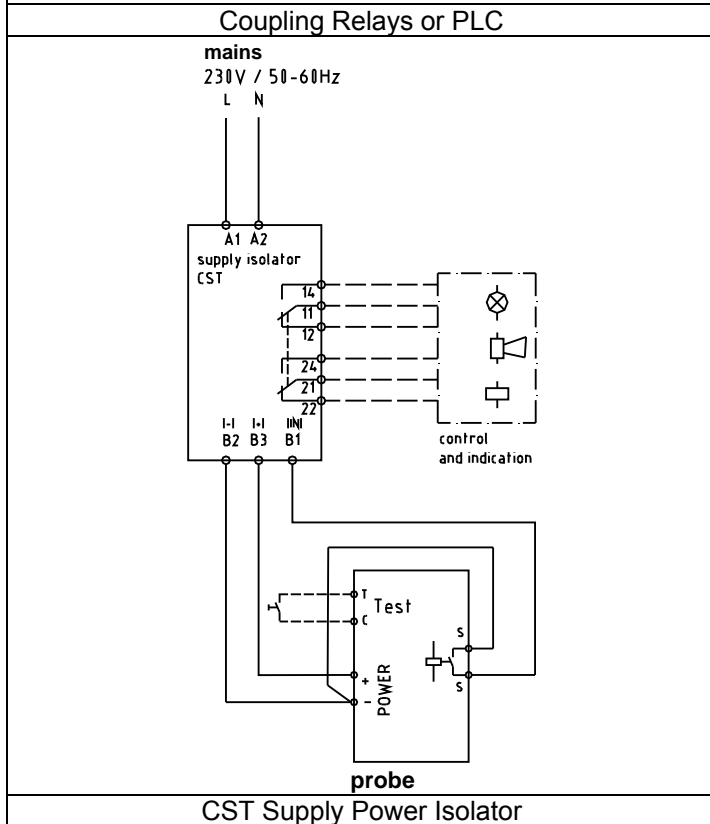 Coupling Relays or PLC
mains
230V / 50-60Hz
L N
A1 A2
supply isolator
CST
14
11
12
24
21
22
|-| |+| |IN|
B2 B3 B1
control
and indication
T
Test
C
S
+
POWER
-
S
probe
CST Supply Power Isolator